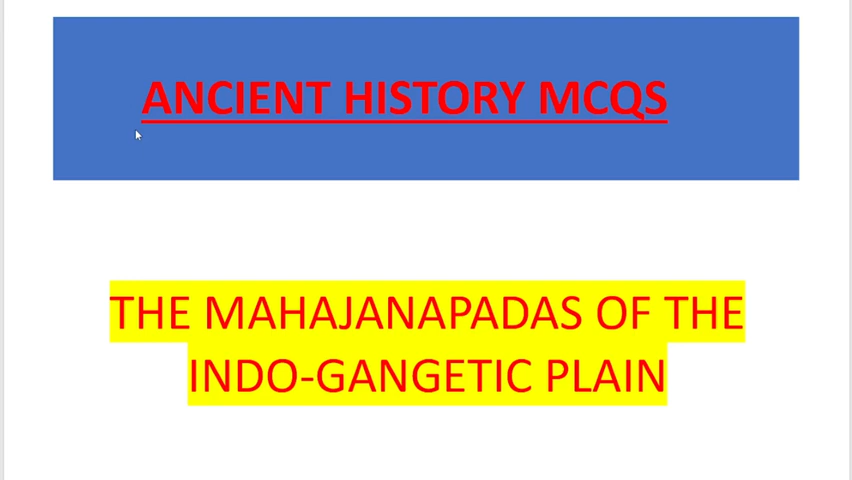 ANCIENT HISTORY MCQS
THE MAHAJANAPADAS OF THE
INDO-GANGETIC PLAIN